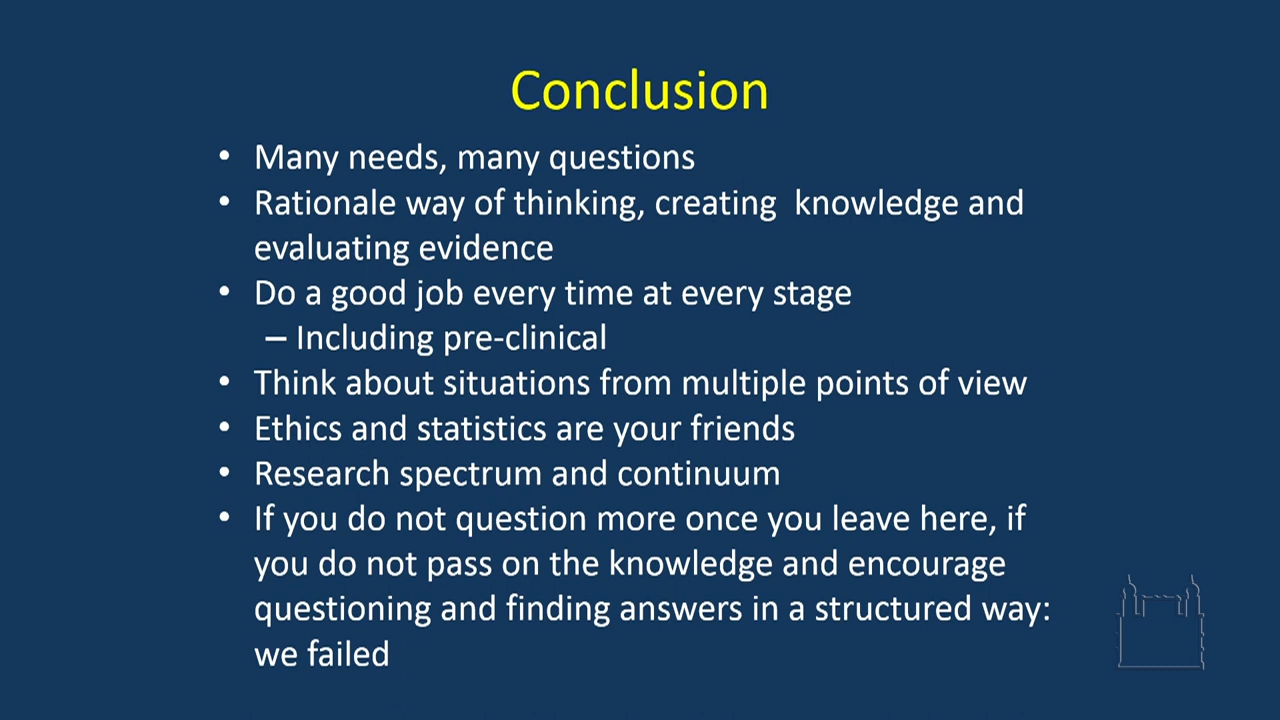 Conclusion
• Many needs, many questions
• Rationale way of thinking, creating  knowledge and
evaluating evidence
• Do a good job every time at every stage
– Including pre-clinical
• Think about situations from multiple points of view
• Ethics and statistics are your friends
• Research spectrum and continuum
• If you do not question more once you leave here, if
you do not pass on the knowledge and encourage
questioning and finding answers in a structured way:
we failed